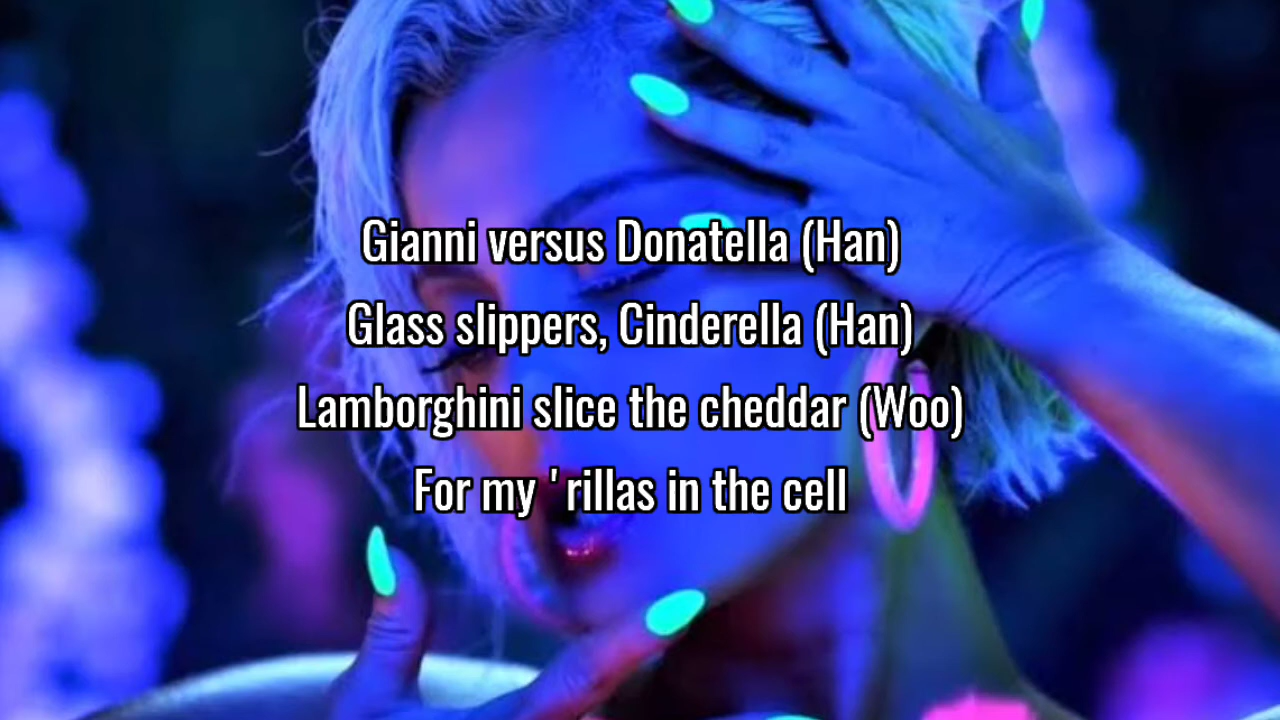 Gianni versus Donatella (Han)
Glass slippers, Cinderella (Han)
Lamborghini slice the cheddar (Woo)
For my 'rillas in the cell